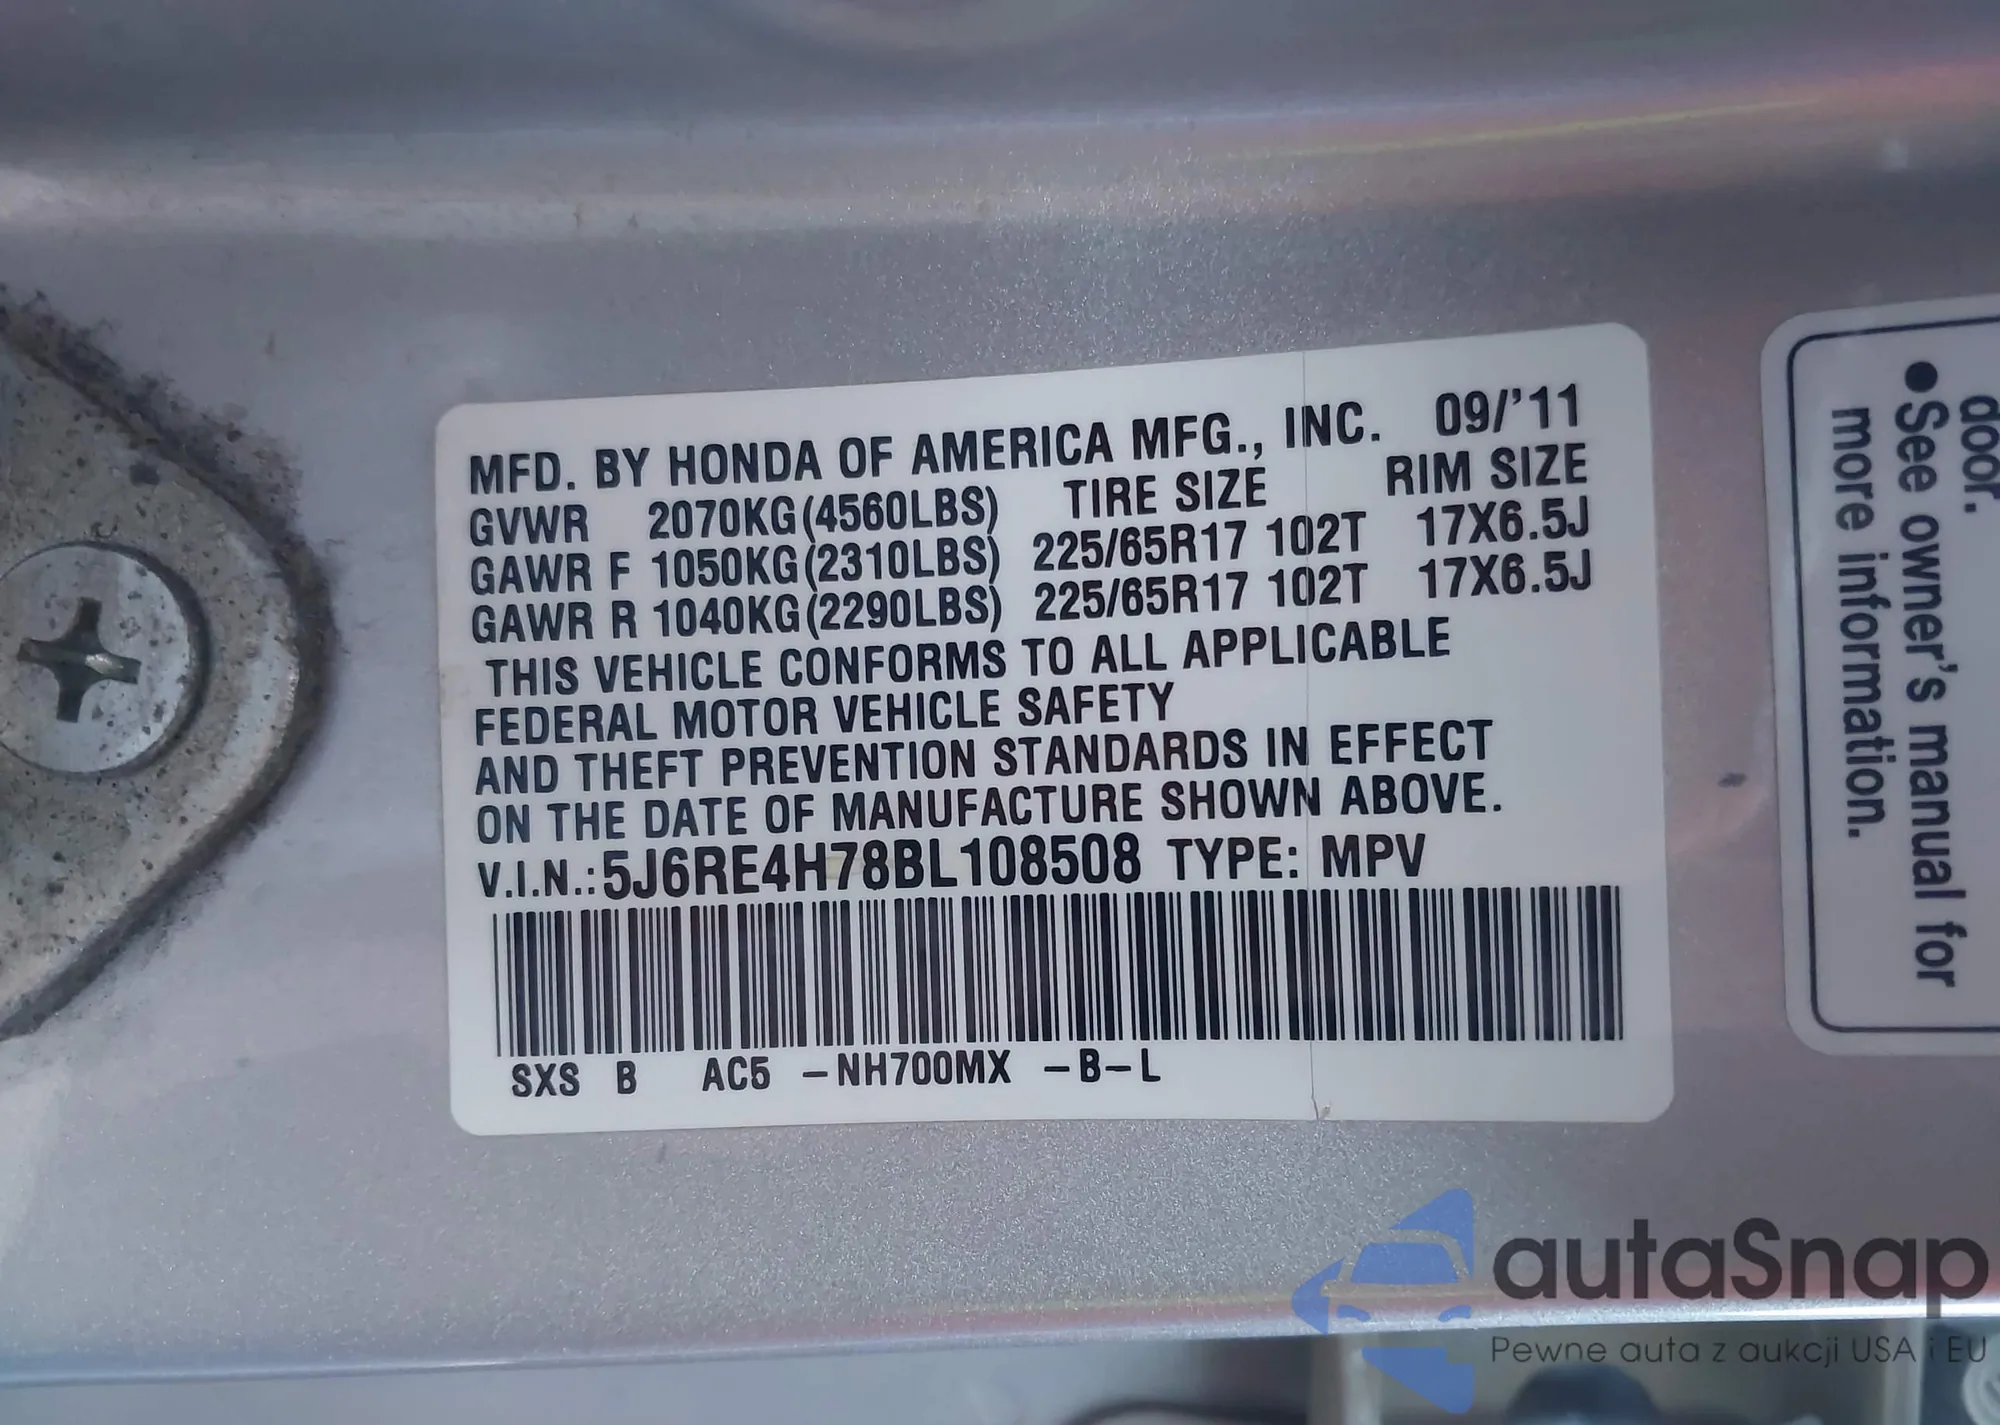 MFD. BY HONDA OF AMERICA MFG., INC. 09/'11
GVWR 2070KG(4560LBS) TIRE SIZE RIM SIZE
GAWR F 1050KG(2310LBS) 225/65R17 102T 17X6.5J
GAWR R 1040KG(2290LBS) 225/65R17 102T 17X6.5J
THIS VEHICLE CONFORMS TO ALL APPLICABLE
FEDERAL MOTOR VEHICLE SAFETY
AND THEFT PREVENTION STANDARDS IN EFFECT
ON THE DATE OF MANUFACTURE SHOWN ABOVE.
V.I.N.:5J6RE4H78BL108508 TYPE: MPV
SXS B AC5 -NH700MX -B-L
door.
●See owner's manual for
more information.
autaSnap
Pewne auta z aukcji USA i EU